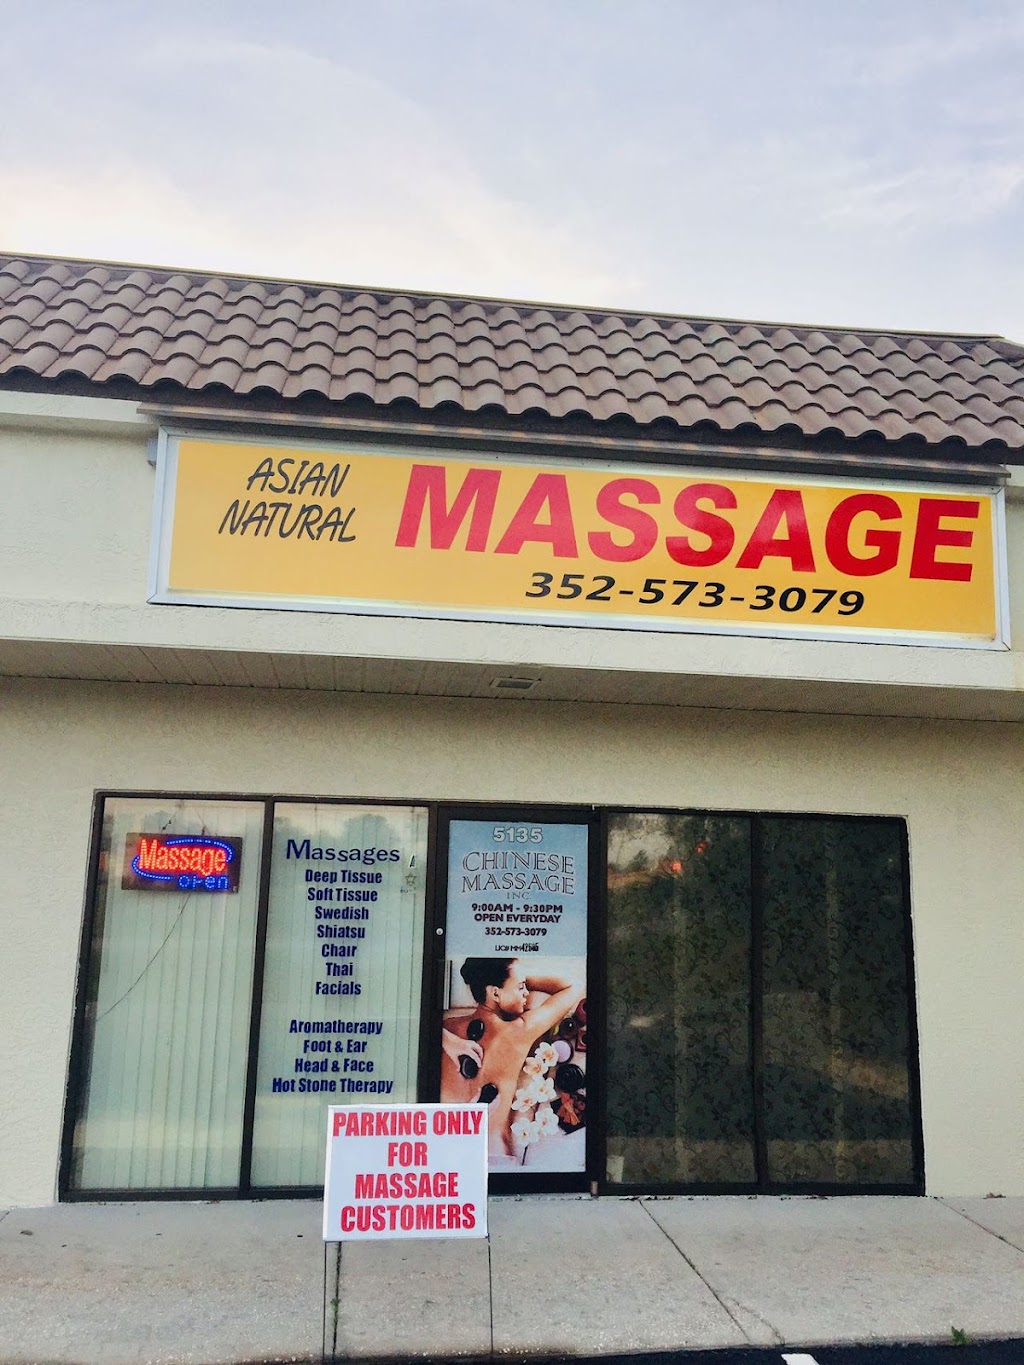 ASIAN
NATURAL
MASSAGE
352-573-3079
Massage
OPEN
Massages
Deep Tissue
Soft Tissue
Swedish
Shiatsu
Chair
Thai
Facials
Aromatherapy
Foot & Ear
Head & Face
Hot Stone Therapy
5135
CHINESE
MASSAGE
INC
9:00AM - 9:30PM
OPEN EVERYDAY
352-573-3079
PARKING ONLY
FOR
MASSAGE
CUSTOMERS